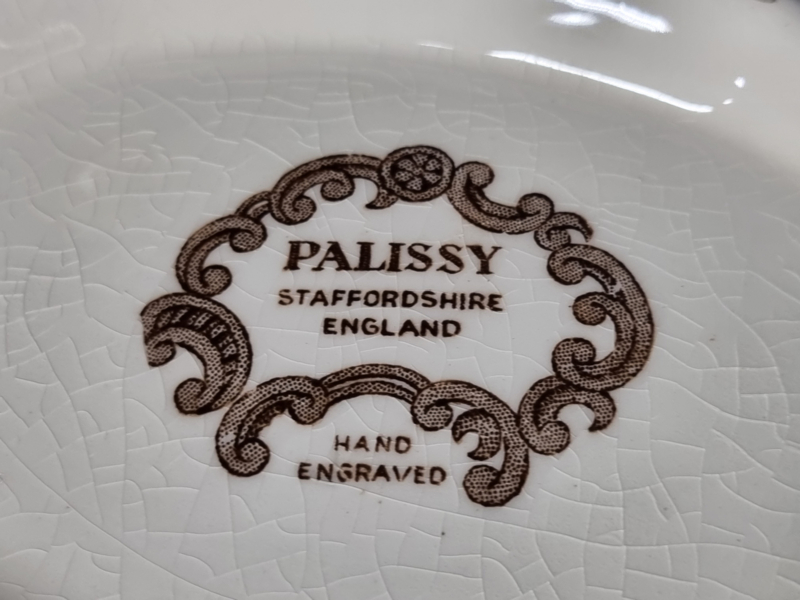 PALISSY
STAFFORDSHIRE
ENGLAND
HAND
ENGRAVED